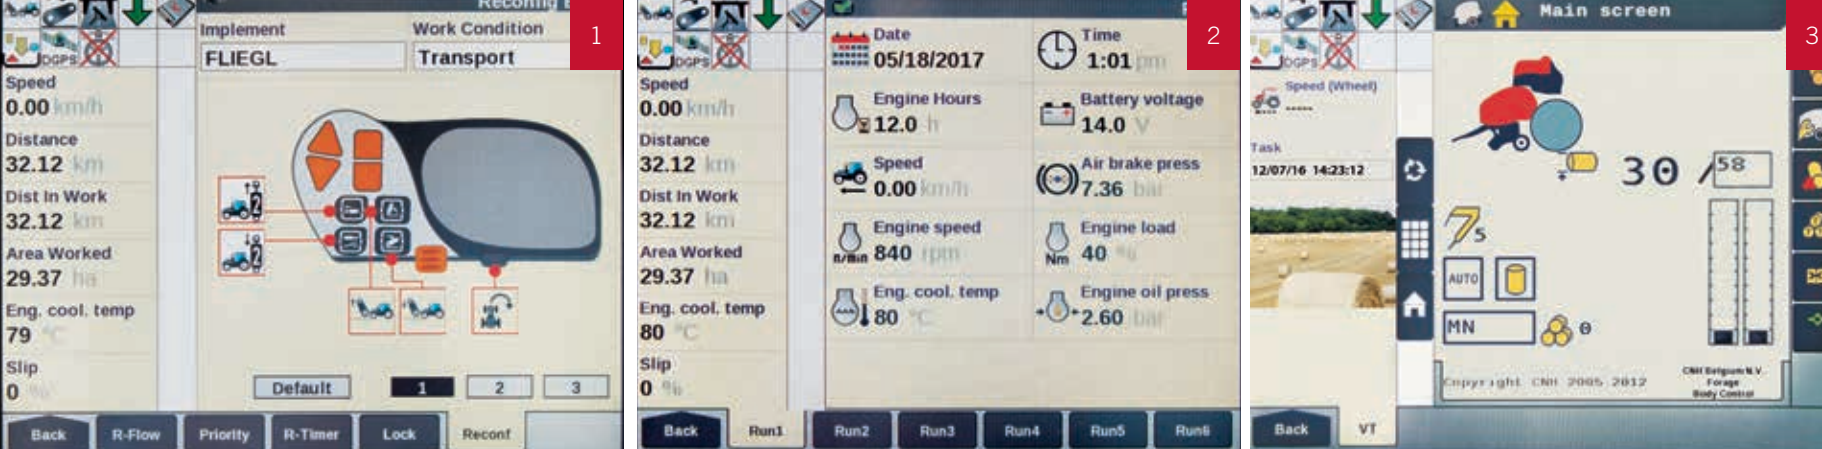 Reconfig
1
Implement
Work Condition
FLIEGL
Transport
DGPS
Speed
0.00 km/h
Distance
32.12 km
Dist In Work
32.12 km
Area Worked
29.37 ha
Eng. cool. temp
79 °C
Slip
0 %
Default
1
2
3
Back
R-Flow
Priority
R-Timer
Lock
Reconf
2
DGPS
Speed
0.00 km/h
Distance
32.12 km
Dist In Work
32.12 km
Area Worked
29.37 ha
Eng. cool. temp
80 °C
Slip
0 %
Date
05/18/2017
Time
1:01 pm
Engine Hours
12.0 h
Battery voltage
14.0 V
Speed
0.00 km/h
Air brake press
7.36 bar
Engine speed
n/min 840 rpm
Engine load
Nm 40 %
Eng. cool. temp
80 °C
Engine oil press
2.60 bar
Back
Run1
Run2
Run3
Run4
Run5
Run6
3
Main screen
DGPS
Speed (Wheel)
-----
Task
12/07/16 14:23:12
30 / 58
5
AUTO
MN
0
Copyright CNH 2005 2012
CNH Belgium N.V.
Forage
Body Control
Back
VT